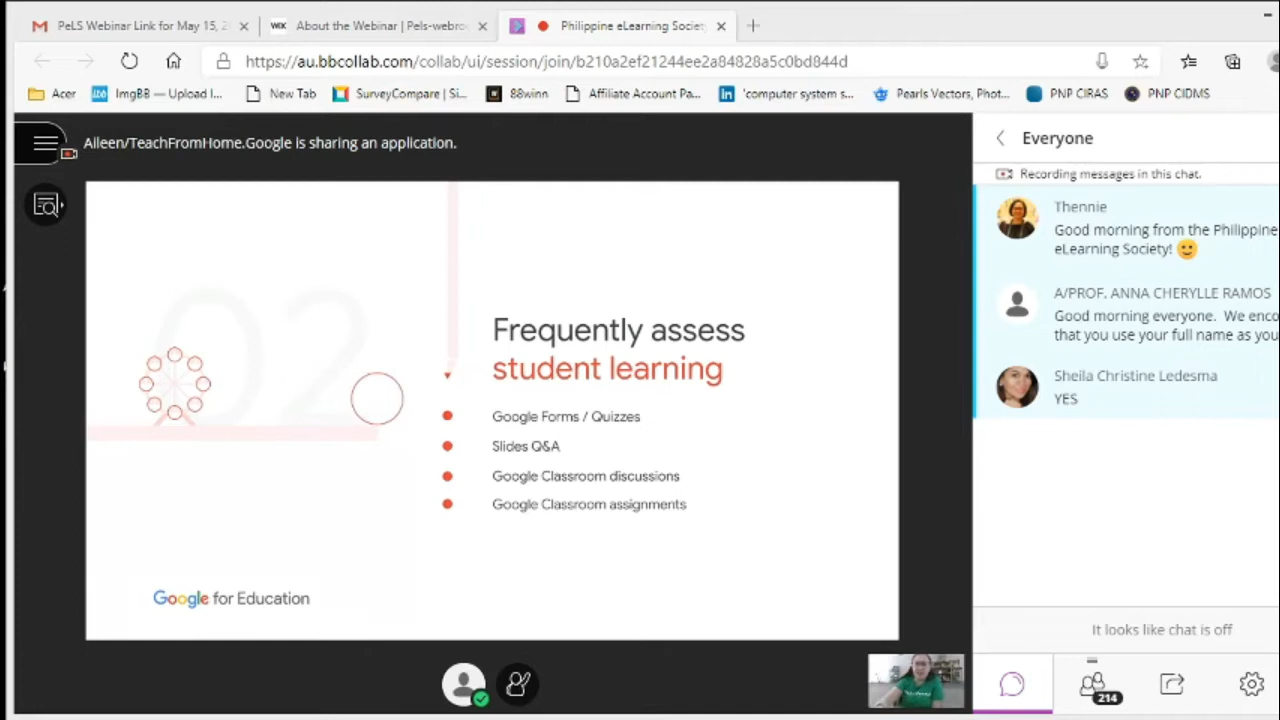 PeLS Webinar Link for May 15, 2
About the Webinar | Pels-webro
Philippine eLearning Society
https://au.bbcollab.com/collab/ui/session/join/b210a2ef21244ee2a84828a5c0bd844d
Acer
ImgBB — Upload I...
New Tab
SurveyCompare | Si...
88winn
Affiliate Account Pa...
'computer system s...
Pearls Vectors, Phot...
PNP CIRAS
PNP CIDMS
Aileen/TeachFromHome.Google is sharing an application.
02
Frequently assess
student learning
Google Forms / Quizzes
Slides Q&A
Google Classroom discussions
Google Classroom assignments
Google for Education
Everyone
Recording messages in this chat.
Thennie
Good morning from the Philippine
eLearning Society!
A/PROF. ANNA CHERYLLE RAMOS
Good morning everyone. We enco
that you use your full name as you
Sheila Christine Ledesma
YES
It looks like chat is off
214